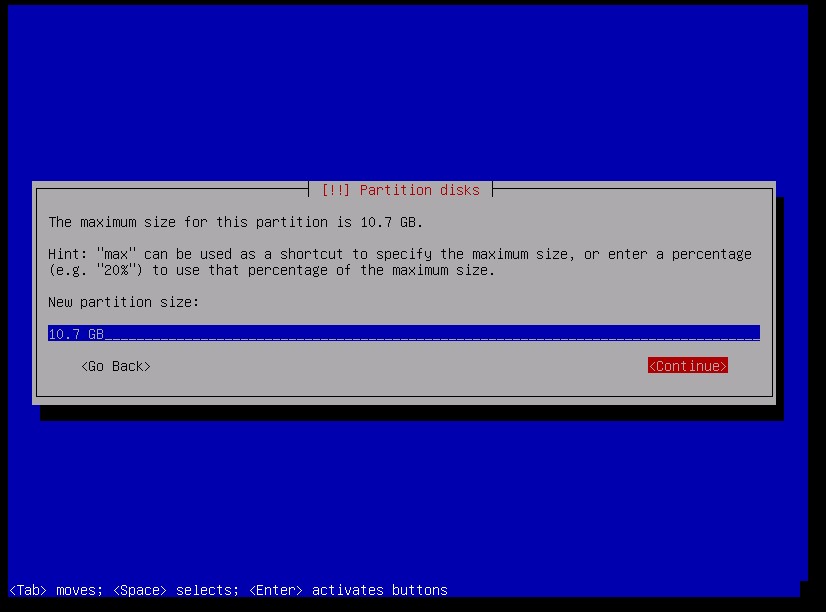 [!!] Partition disks
The maximum size for this partition is 10.7 GB.
Hint: "max" can be used as a shortcut to specify the maximum size, or enter a percentage
(e.g. "20%") to use that percentage of the maximum size.
New partition size:
10.7 GB
<Go Back> <Continue>
<Tab> moves; <Space> selects; <Enter> activates buttons